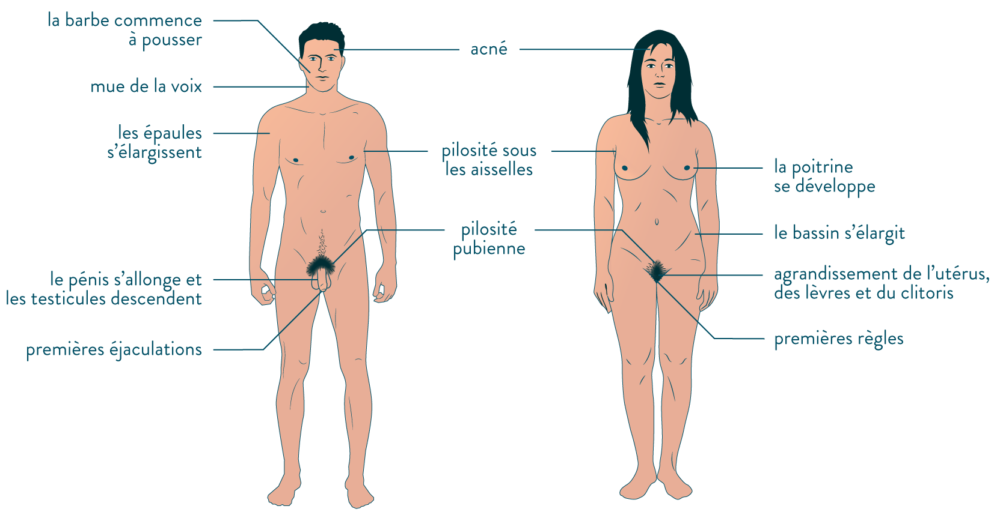 la barbe commence
à pousser
mue de la voix
les épaules
s'élargissent
le pénis s'allonge et
les testicules descendent
premières éjaculations
acné
pilosité sous
les aisselles
pilosité
pubienne
la poitrine
se développe
le bassin s'élargit
agrandissement de l'utérus,
des lèvres et du clitoris
premières règles